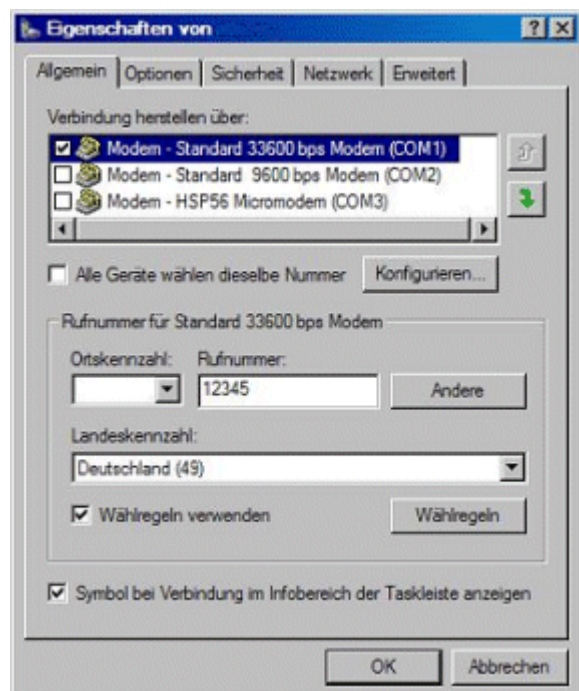 Eigenschaften von
Allgemein Optionen Sicherheit Netzwerk Erweitert
Verbindung herstellen über:
Modem - Standard 33600 bps Modem (COM1)
Modem - Standard 9600 bps Modem (COM2)
Modem - HSP56 Micromodem (COM3)
Alle Geräte wählen dieselbe Nummer Konfigurieren...
Rufnummer für Standard 33600 bps Modem
Ortskennzahl: Rufnummer:
12345 Andere
Landeskennzahl:
Deutschland (49)
Wählregeln verwenden Wählregeln
Symbol bei Verbindung im Infobereich der Taskleiste anzeigen
OK Abbrechen